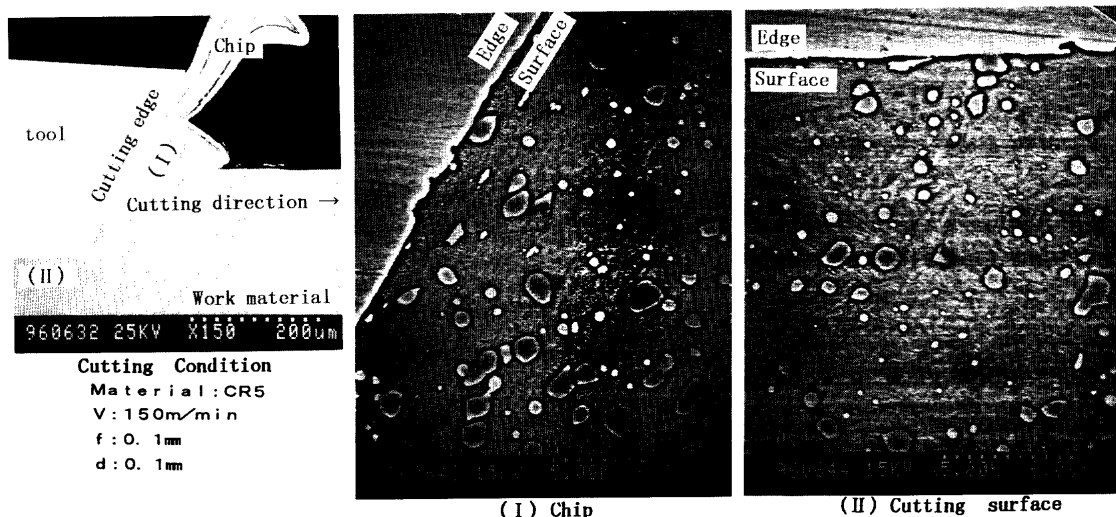 Chip
tool
Cutting edge
(I)
Cutting direction →
(II)
Work material
960632 25KV X150 200um
Cutting Condition
Material:CR5
V:150m/min
f:0. 1mm
d:0. 1mm
Edge
Surface
(I) Chip
Edge
Surface
(II) Cutting surface